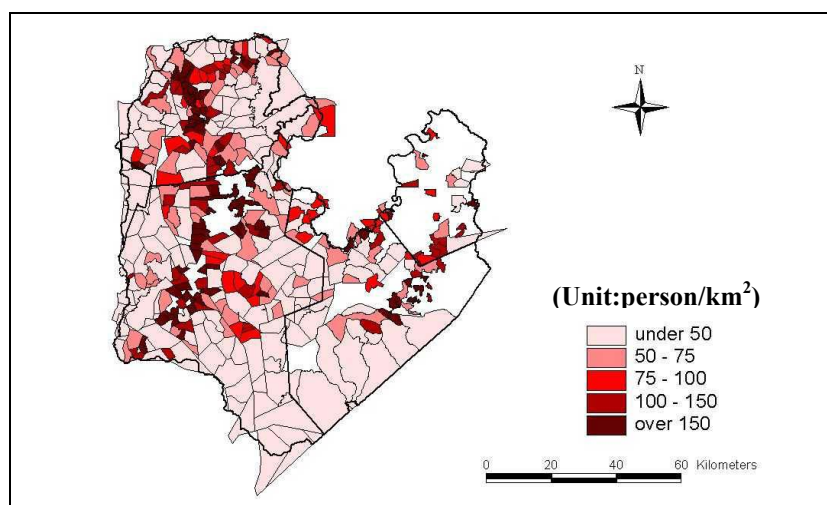 N
(Unit:person/km²)
under 50
50 - 75
75 - 100
100 - 150
over 150
0 20 40 60 Kilometers